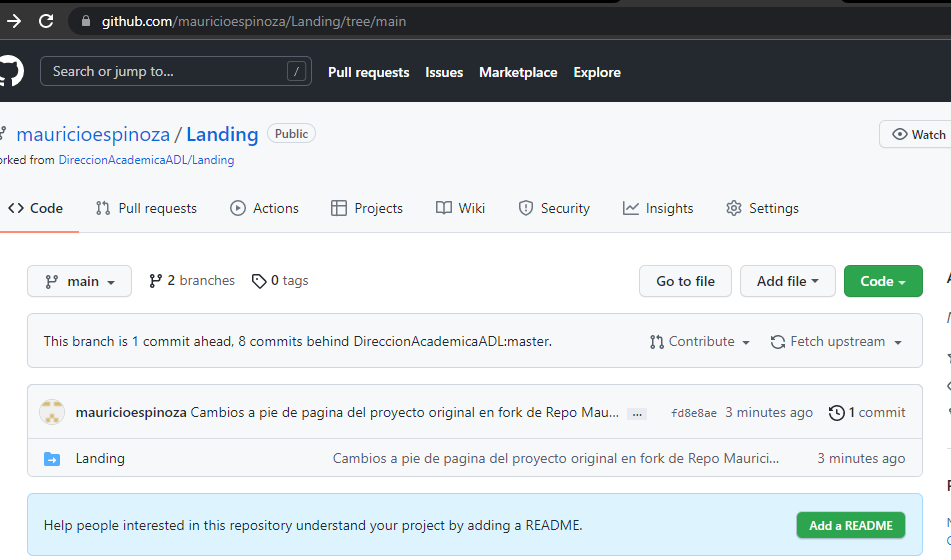 github.com/mauricioespinoza/Landing/tree/main
Search or jump to... /
Pull requests Issues Marketplace Explore
mauricioespinoza / Landing Public
Watch
from DireccionAcademicaADL/Landing
Code Pull requests Actions Projects Wiki Security Insights Settings
main 2 branches 0 tags
Go to file Add file Code
This branch is 1 commit ahead, 8 commits behind DireccionAcademicaADL:master.
Contribute Fetch upstream
mauricioespinoza Cambios a pie de pagina del proyecto original en fork de Repo Mau... ... fd8e8ae 3 minutes ago 1 commit
Landing Cambios a pie de pagina del proyecto original en fork de Repo Maurici... 3 minutes ago
Help people interested in this repository understand your project by adding a README.
Add a README